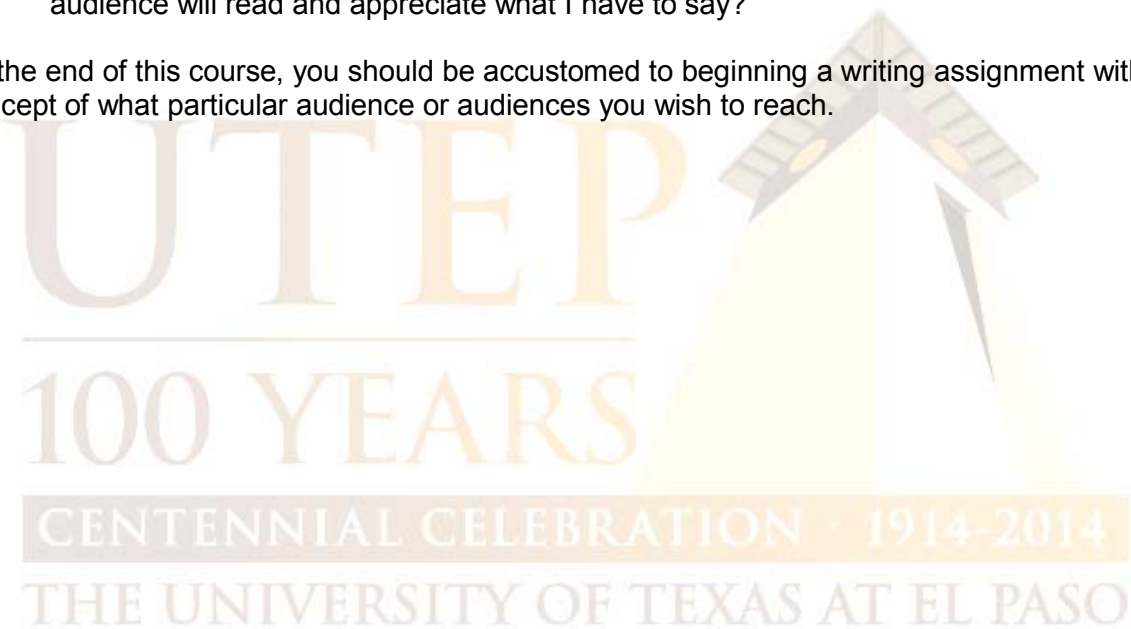 audience will read and appreciate what I have to say?
the end of this course, you should be accustomed to beginning a writing assignment with
cept of what particular audience or audiences you wish to reach.
UTEP
100 YEARS
CENTENNIAL CELEBRATION · 1914-2014
THE UNIVERSITY OF TEXAS AT EL PASO